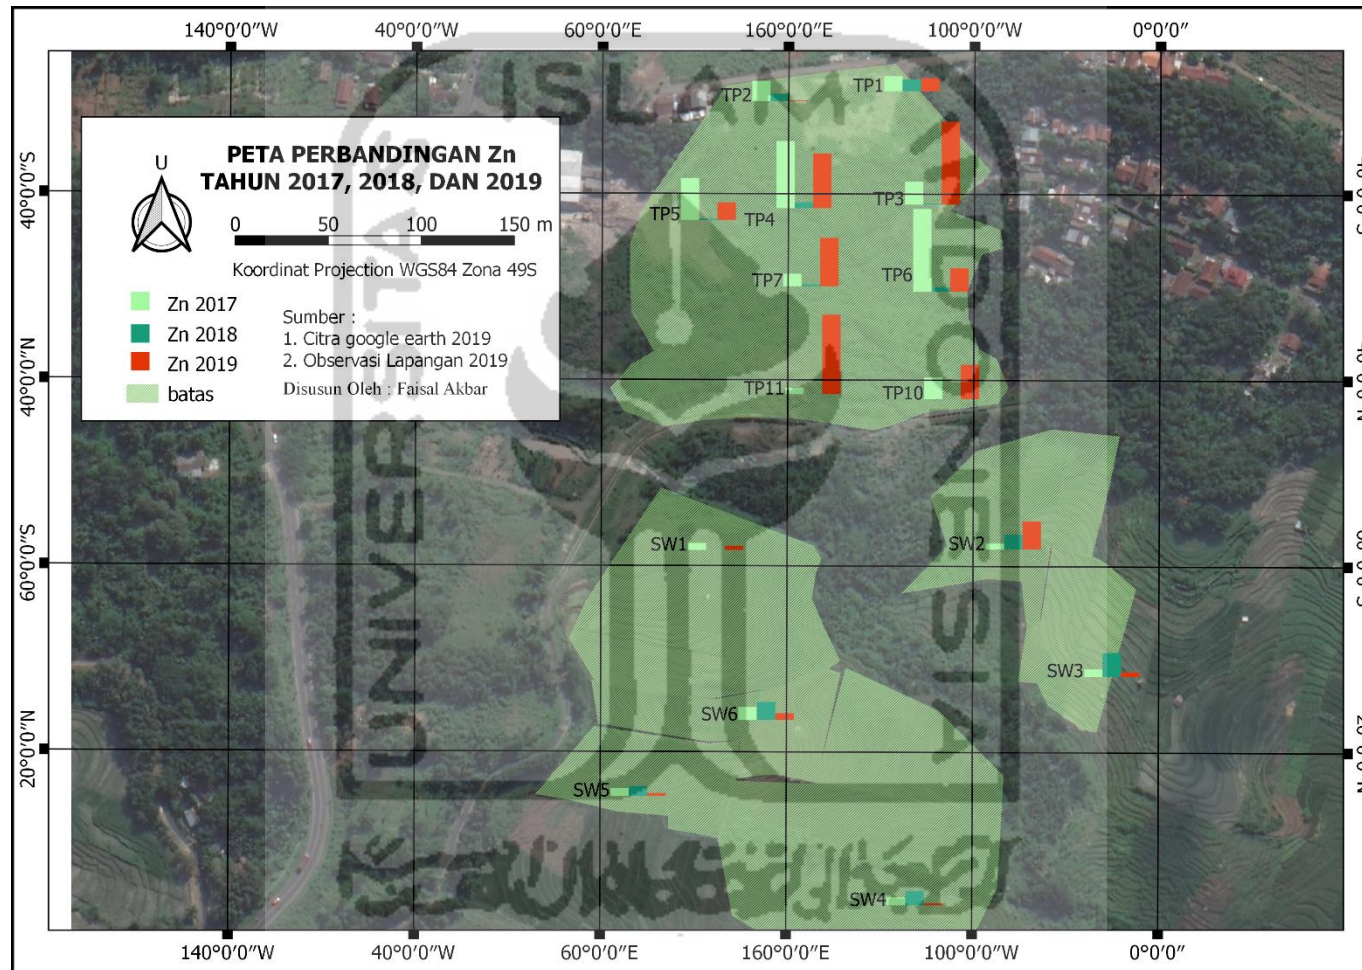 140°0′0″W 40°0′0″W 60°0′0″E 160°0′0″E 100°0′0″W 0°0′0″
ISLAM
TP2
TP1
PETA PERBANDINGAN Zn
TAHUN 2017, 2018, DAN 2019
U
0 50 100 150 m
Koordinat Projection WGS84 Zona 49S
Zn 2017
Zn 2018
Zn 2019
batas
Sumber :
1. Citra google earth 2019
2. Observasi Lapangan 2019
Disusun Oleh : Faisal Akbar
40°0′0″S
40°0′0″N
60°0′0″S
20°0′0″N
TP5
TP4
TP3
TP7
TP6
TP11
TP10
UNIVERSITAS
INDONESIA
SW1
SW2
SW3
SW6
SW5
SW4
140°0′0″W 40°0′0″W 60°0′0″E 160°0′0″E 100°0′0″W 0°0′0″